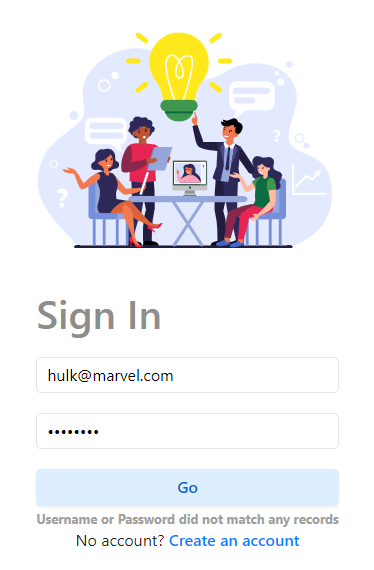 Sign In
hulk@marvel.com
••••••••
Go
Username or Password did not match any records
No account? Create an account